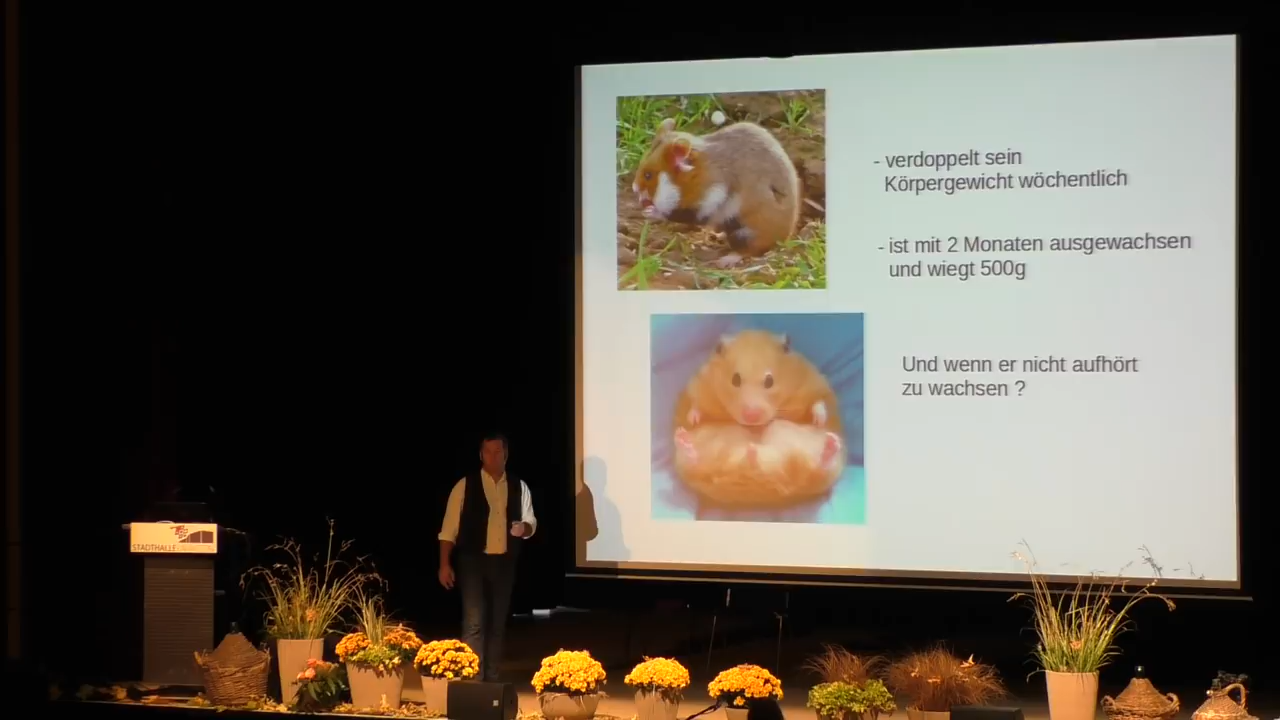 - verdoppelt sein
Körpergewicht wöchentlich
- ist mit 2 Monaten ausgewachsen
und wiegt 500g
Und wenn er nicht aufhört
zu wachsen ?
STADTHALLE